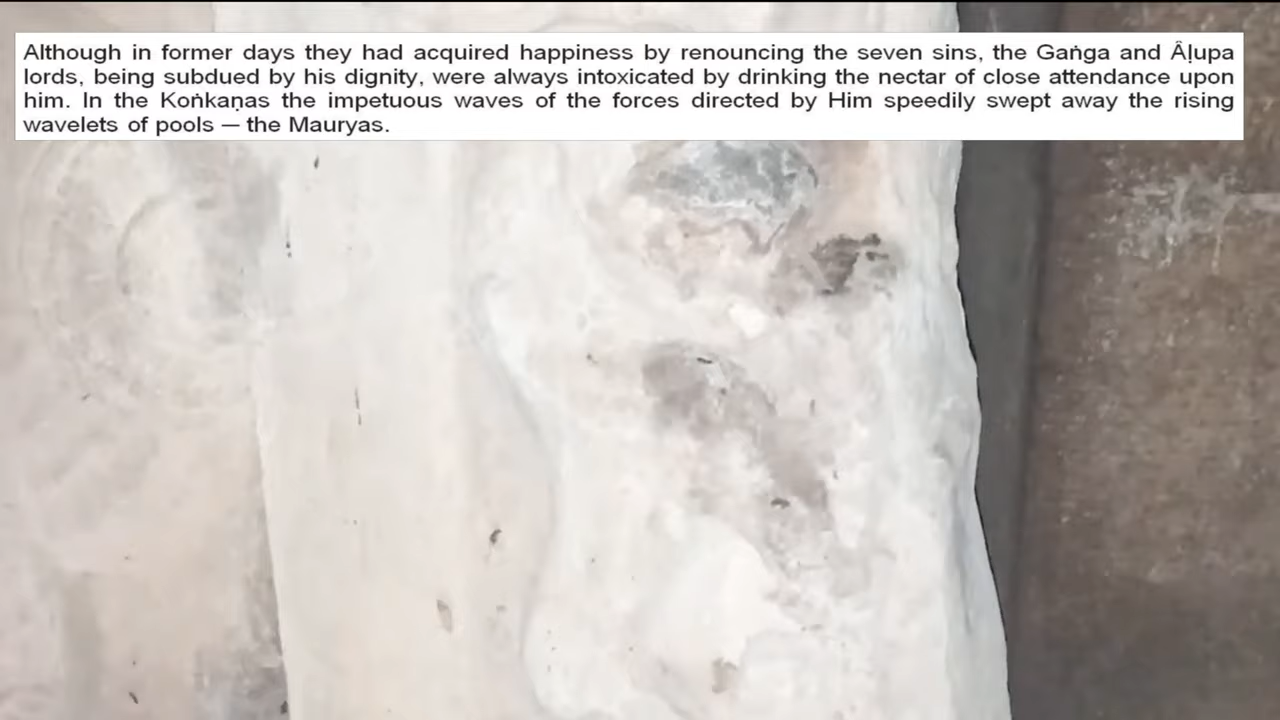 Although in former days they had acquired happiness by renouncing the seven sins, the Gaṅga and Âḷupa
lords, being subdued by his dignity, were always intoxicated by drinking the nectar of close attendance upon
him. In the Koṅkaṇas the impetuous waves of the forces directed by Him speedily swept away the rising
wavelets of pools — the Mauryas.